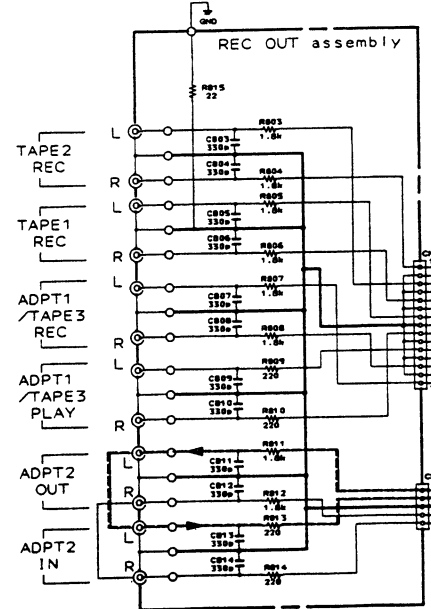 GND
REC OUT assembly
R815
22
R803
1.8k
C803
330p
L
C804
330p
TAPE2
REC
R
R804
1.8k
L
R805
1.8k
C805
330p
TAPE1
REC
C806
330p
R
R806
1.8k
L
R807
1.8k
C807
330p
ADPT1
/TAPE3
REC
C808
330p
R
R808
1.8k
L
R809
220
C809
330p
ADPT1
/TAPE3
PLAY
C810
330p
R
R810
220
L
R811
1.8k
C811
330p
ADPT2
OUT
C812
330p
R
R812
1.8k
L
R813
220
C813
330p
ADPT2
IN
C814
330p
R
R814
220